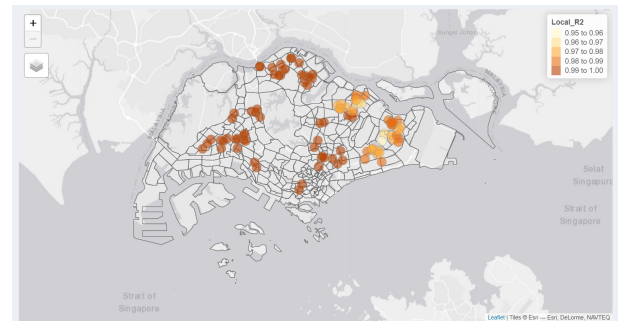 +
−
Local_R2
0.95 to 0.96
0.96 to 0.97
0.97 to 0.98
0.98 to 0.99
0.99 to 1.00
Sungai Johor
Selat
Singapura
Strait of
Singapore
Strait of
Singapore
Leaflet | Tiles © Esri — Esri, DeLorme, NAVTEQ